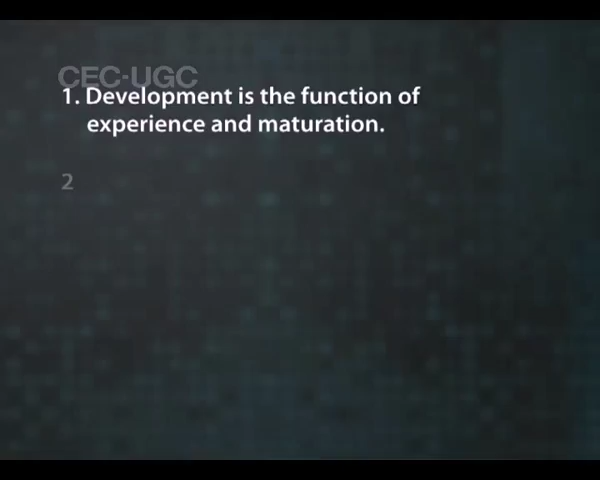 CEC-UGC
1. Development is the function of
experience and maturation.
2